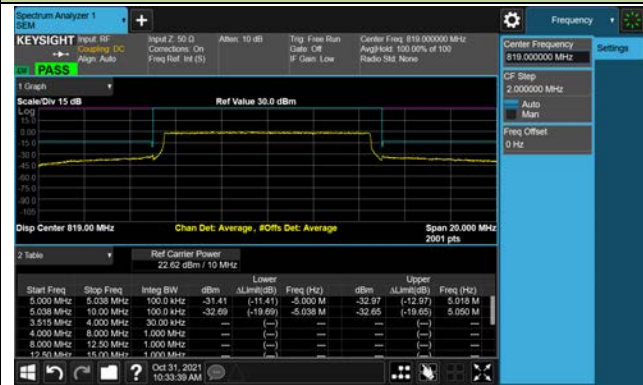 Spectrum Analyzer 1
SEM
Frequency
KEYSIGHT Input: RF Input Z: 50 Ω Atten: 10 dB Trig: Free Run Center Freq: 819.000000 MHz
Coupling: DC Corrections: On Gate: Off Avg|Hold: 100.00% of 100
Align: Auto Freq Ref: Int (S) IF Gain: Low Radio Std: None
PASS
Center Frequency
819.000000 MHz
Settings
CF Step
2.000000 MHz
Auto
Man
Freq Offset
0 Hz
1 Graph
Scale/Div 15 dB Ref Value 30.0 dBm
Log
15.0
0.00
-15.0
-30.0
-45.0
-60.0
-75.0
-90.0
-105
Disp Center 819.00 MHz Chan Det: Average, #Offs Det: Average Span 20.000 MHz
2001 pts
2 Table Ref Carrier Power
22.62 dBm / 10 MHz
Lower Upper
Start Freq Stop Freq Integ BW dBm ΔLimit(dB) Freq (Hz) dBm ΔLimit(dB) Freq (Hz)
5.000 MHz 5.038 MHz 100.0 kHz -31.41 (-11.41) -5.000 M -32.97 (-12.97) 5.018 M
5.038 MHz 10.00 MHz 100.0 kHz -32.69 (-19.69) -5.038 M -32.65 (-19.65) 5.050 M
3.515 MHz 4.000 MHz 30.00 kHz --- (---) --- --- (---) ---
4.000 MHz 8.000 MHz 1.000 MHz --- (---) --- --- (---) ---
8.000 MHz 12.50 MHz 1.000 MHz --- (---) --- --- (---) ---
12.50 MHz 15.00 MHz 1.000 MHz --- (---) --- --- (---) ---
Oct 31, 2021
10:33:39 AM